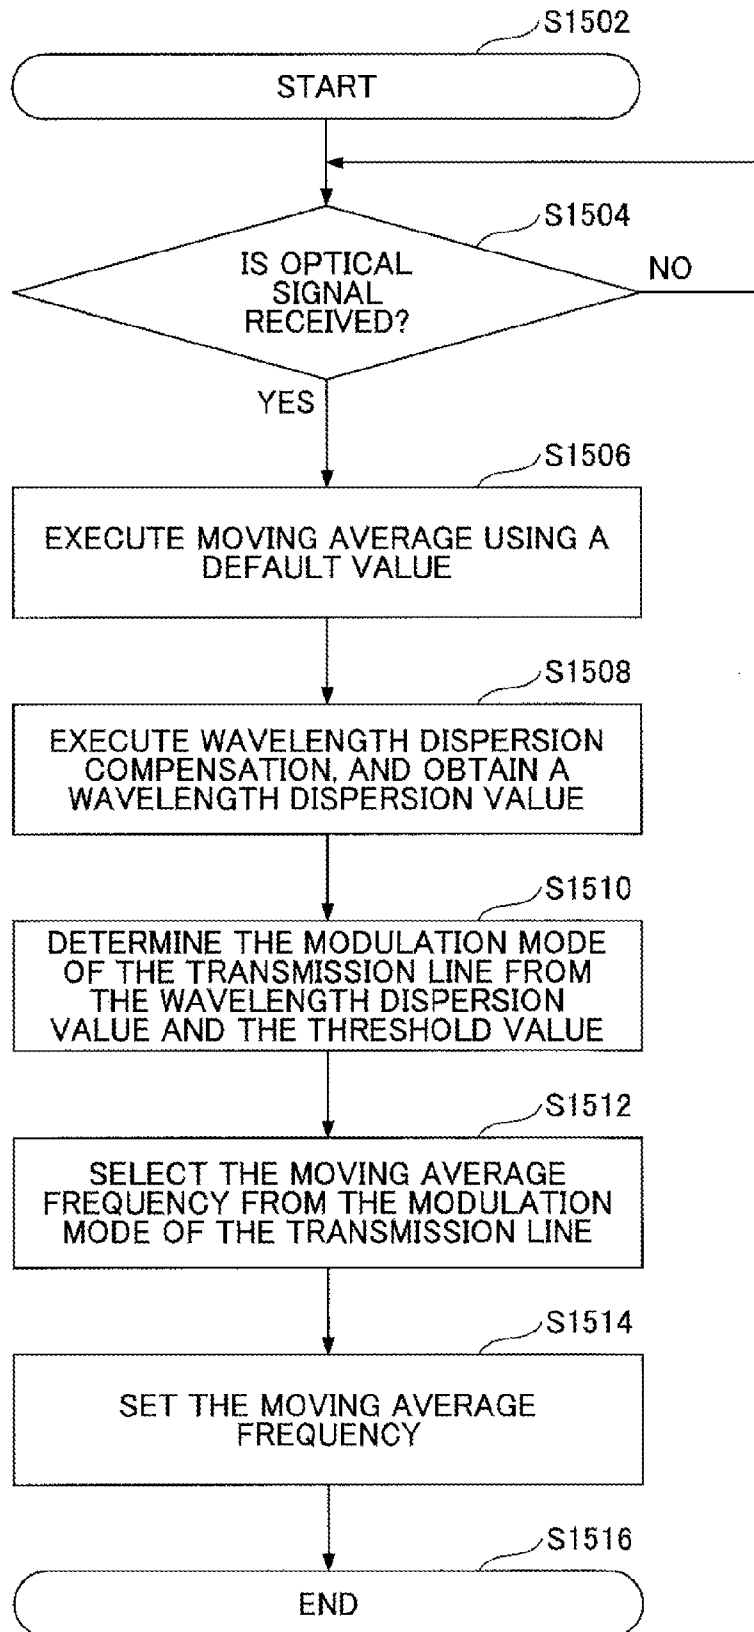 S1502
START
S1504
IS OPTICAL
SIGNAL
RECEIVED?
NO
YES
S1506
EXECUTE MOVING AVERAGE USING A
DEFAULT VALUE
S1508
EXECUTE WAVELENGTH DISPERSION
COMPENSATION, AND OBTAIN A
WAVELENGTH DISPERSION VALUE
S1510
DETERMINE THE MODULATION MODE
OF THE TRANSMISSION LINE FROM
THE WAVELENGTH DISPERSION
VALUE AND THE THRESHOLD VALUE
S1512
SELECT THE MOVING AVERAGE
FREQUENCY FROM THE MODULATION
MODE OF THE TRANSMISSION LINE
S1514
SET THE MOVING AVERAGE
FREQUENCY
S1516
END